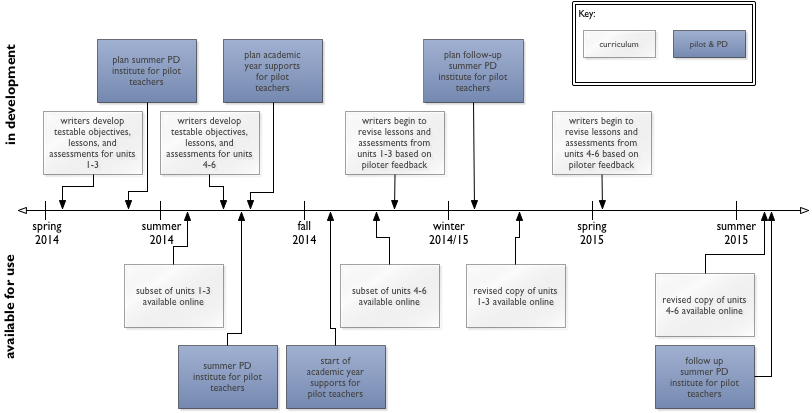 Key:
curriculum
pilot & PD
in development
plan summer PD
institute for pilot
teachers
plan academic
year supports
for pilot
teachers
plan follow-up
summer PD
institute for pilot
teachers
writers develop
testable objectives,
lessons, and
assessments for units
1-3
writers develop
testable objectives,
lessons, and
assessments for units
4-6
writers begin to
revise lessons and
assessments from
units 1-3 based on
piloter feedback
writers begin to
revise lessons and
assessments from
units 4-6 based on
piloter feedback
spring
2014
summer
2014
fall
2014
winter
2014/15
spring
2015
summer
2015
available for use
subset of units 1-3
available online
subset of units 4-6
available online
revised copy of units
1-3 available online
revised copy of units
4-6 available online
summer PD
institute for pilot
teachers
start of
academic year
supports for
pilot teachers
follow up
summer PD
institute for pilot
teachers